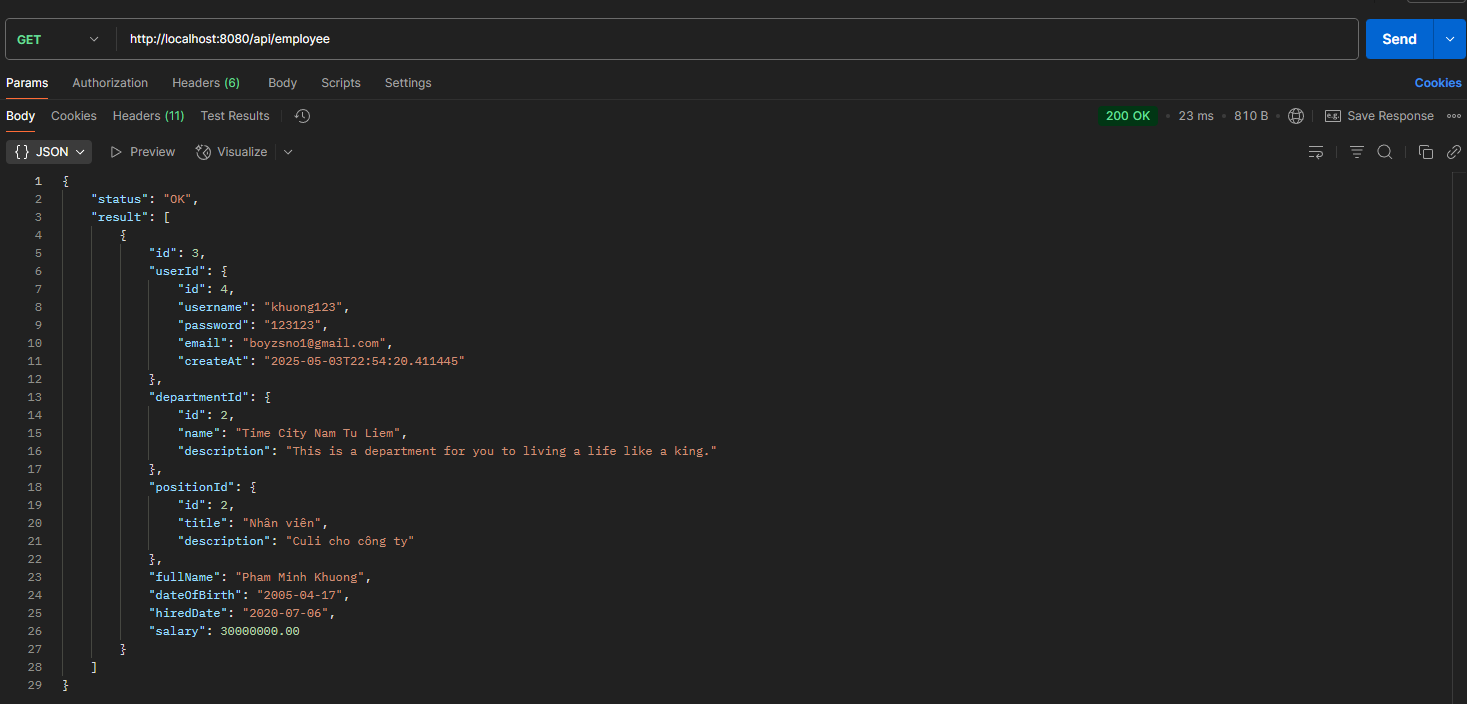 GET http://localhost:8080/api/employee Send
Params Authorization Headers (6) Body Scripts Settings Cookies
Body Cookies Headers (11) Test Results 200 OK • 23 ms • 810 B • e.g. Save Response
{} JSON Preview Visualize
1 {
2 "status": "OK",
3 "result": [
4 {
5 "id": 3,
6 "userId": {
7 "id": 4,
8 "username": "khuong123",
9 "password": "123123",
10 "email": "boyzsno1@gmail.com",
11 "createAt": "2025-05-03T22:54:20.411445"
12 },
13 "departmentId": {
14 "id": 2,
15 "name": "Time City Nam Tu Liem",
16 "description": "This is a department for you to living a life like a king."
17 },
18 "positionId": {
19 "id": 2,
20 "title": "Nhân viên",
21 "description": "Culi cho công ty"
22 },
23 "fullName": "Pham Minh Khuong",
24 "dateOfBirth": "2005-04-17",
25 "hiredDate": "2020-07-06",
26 "salary": 30000000.00
27 }
28 ]
29 }